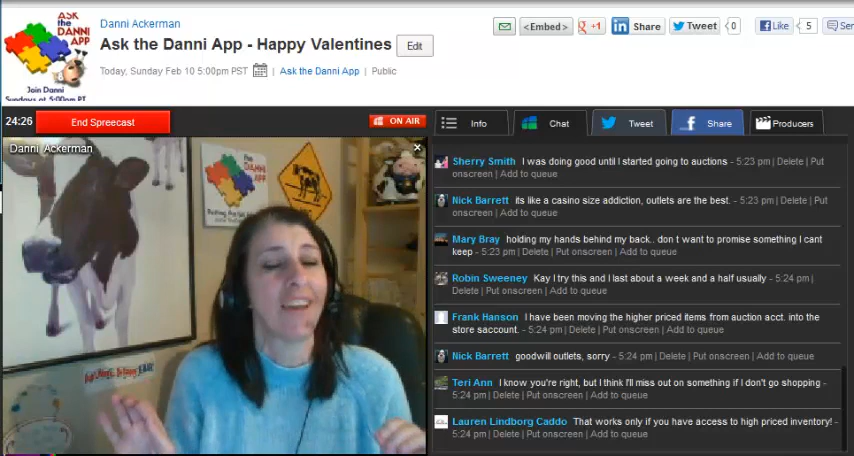 ASK
the
DANNI
APP
Join Danni
Sundays at 5:00pm PT
Danni Ackerman
Ask the Danni App - Happy Valentines Edit
Today, Sunday Feb 10 5:00pm PST | Ask the Danni App | Public
<Embed> +1 Share Tweet 0 Like 5
24:26 End Spreecast ON AIR
Info Chat Tweet Share Producers
Danni Ackerman
the DANNI
APP
Sherry Smith I was doing good until I started going to auctions - 5:23 pm | Delete | Put
onscreen | Add to queue
Nick Barrett its like a casino size addiction, outlets are the best. - 5:23 pm | Delete | Put
onscreen | Add to queue
Mary Bray holding my hands behind my back.. don t want to promise something I cant
keep - 5:23 pm | Delete | Put onscreen | Add to queue
Robin Sweeney Kay I try this and I last about a week and a half usually - 5:24 pm |
Delete | Put onscreen | Add to queue
Frank Hanson I have been moving the higher priced items from auction acct. into the
store saccount. - 5:24 pm | Delete | Put onscreen | Add to queue
Nick Barrett goodwill outlets, sorry - 5:24 pm | Delete | Put onscreen | Add to queue
Teri Ann I know you're right, but I think I'll miss out on something if I don't go shopping -
5:24 pm | Delete | Put onscreen | Add to queue
Lauren Lindborg Caddo That works only if you have access to high priced inventory! -
5:24 pm | Delete | Put onscreen | Add to queue